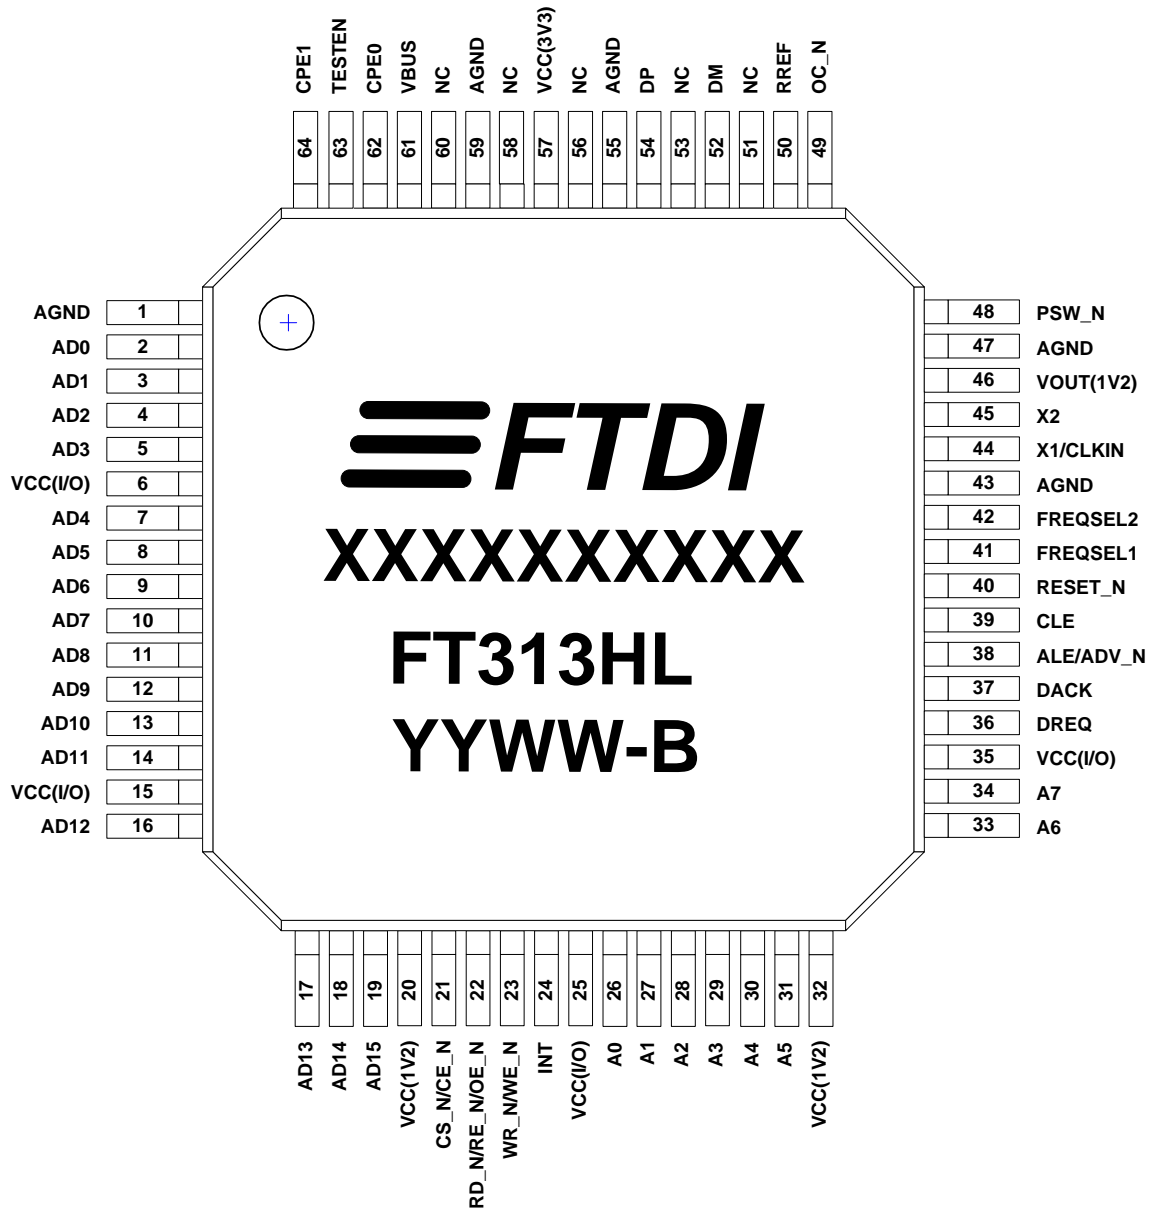 CPE1 TESTEN CPE0 VBUS NC AGND NC VCC(3V3) NC AGND DP NC DM NC RREF OC_N
64 63 62 61 60 59 58 57 56 55 54 53 52 51 50 49
AGND 1 48 PSW_N
AD0 2 47 AGND
AD1 3 46 VOUT(1V2)
AD2 4 45 X2
AD3 5 44 X1/CLKIN
VCC(I/O) 6 43 AGND
AD4 7 42 FREQSEL2
AD5 8 41 FREQSEL1
AD6 9 40 RESET_N
AD7 10 39 CLE
AD8 11 38 ALE/ADV_N
AD9 12 37 DACK
AD10 13 36 DREQ
AD11 14 35 VCC(I/O)
VCC(I/O) 15 34 A7
AD12 16 33 A6
FTDI
XXXXXXXXXX
FT313HL
YYWW-B
17 18 19 20 21 22 23 24 25 26 27 28 29 30 31 32
AD13 AD14 AD15 VCC(1V2) CS_N/CE_N RD_N/RE_N/OE_N WR_N/WE_N INT VCC(I/O) A0 A1 A2 A3 A4 A5 VCC(1V2)